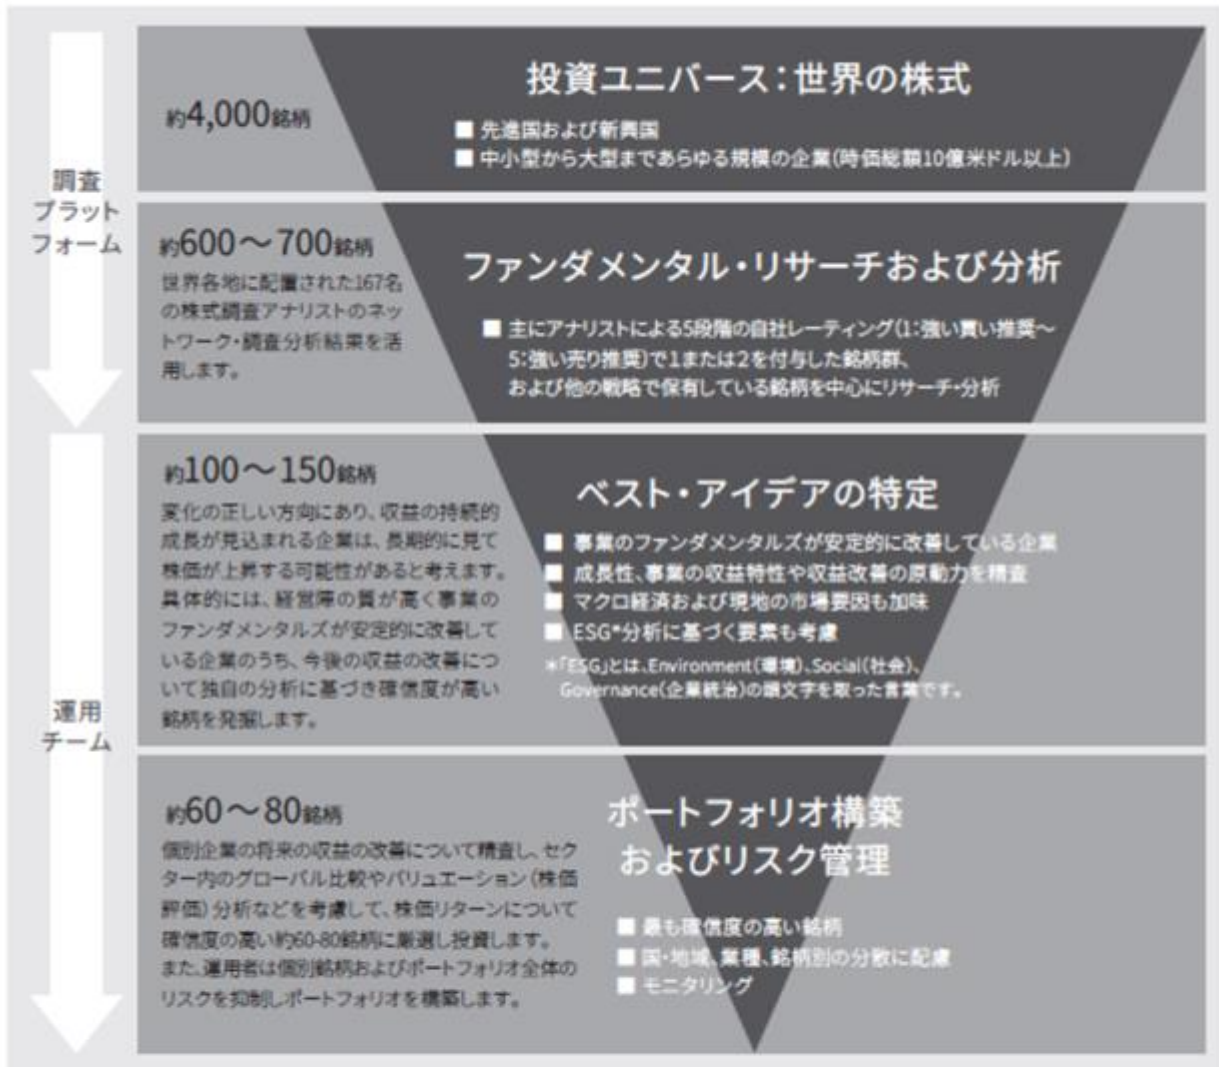 調査
プラット
フォーム
約4,000銘柄
投資ユニバース：世界の株式
■ 先進国および新興国
■ 中小型から大型まであらゆる規模の企業（時価総額10億米ドル以上）
約600～700銘柄
世界各地に配置された167名
の株式調査アナリストのネッ
トワーク・調査分析結果を活
用します。
ファンダメンタル・リサーチおよび分析
■ 主にアナリストによる5段階の自社レーティング（1：強い買い推奨～
5：強い売り推奨）で1または2を付与した銘柄群、
および他の戦略で保有している銘柄を中心にリサーチ・分析
運用
チーム
約100～150銘柄
変化の正しい方向にあり、収益の持続的
成長が見込まれる企業は、長期的に見て
株価が上昇する可能性があると考えます。
具体的には、経営陣の質が高く事業の
ファンダメンタルズが安定的に改善して
いる企業のうち、今後の収益の改善につ
いて独自の分析に基づき確信度が高い
銘柄を発掘します。
ベスト・アイデアの特定
■ 事業のファンダメンタルズが安定的に改善している企業
■ 成長性、事業の収益特性や収益改善の原動力を精査
■ マクロ経済および現地の市場要因も加味
■ ESG*分析に基づく要素も考慮
＊「ESG」とは、Environment（環境）、Social（社会）、
Governance（企業統治）の頭文字を取った言葉です。
約60～80銘柄
個別企業の将来の収益の改善について精査し、セク
ター内のグローバル比較やバリュエーション（株価
評価）分析などを考慮して、株価リターンについて
確信度の高い約60-80銘柄に厳選し投資します。
また、運用者は個別銘柄およびポートフォリオ全体の
リスクを抑制しポートフォリオを構築します。
ポートフォリオ構築
およびリスク管理
■ 最も確信度の高い銘柄
■ 国・地域、業種、銘柄別の分散に配慮
■ モニタリング